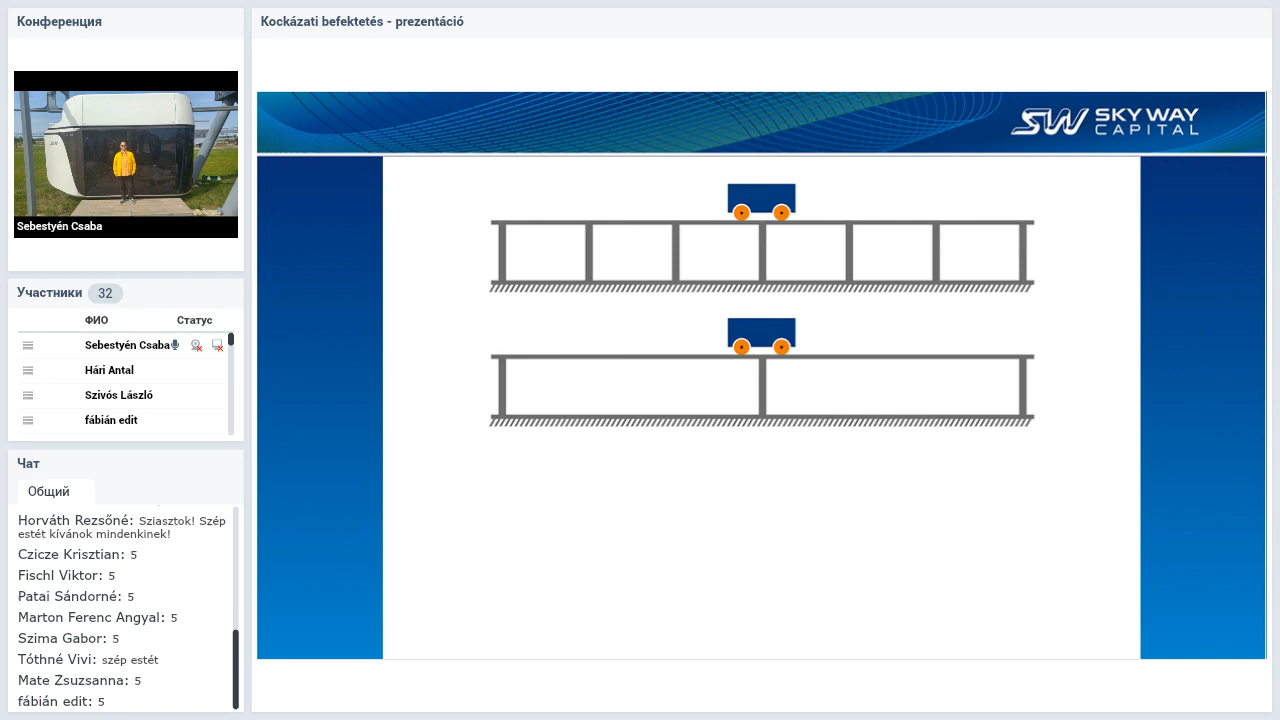 Конференция
Sebestyén Csaba
Участники 32
ФИО Статус
Sebestyén Csaba
Hári Antal
Szivós László
fábián edit
Чат
Общий
Horváth Rezsőné: Sziasztok! Szép
estét kívánok mindenkinek!
Czicze Krisztian: 5
Fischl Viktor: 5
Patai Sándorné: 5
Marton Ferenc Angyal: 5
Szima Gabor: 5
Tóthné Vivi: szép estét
Mate Zsuzsanna: 5
fábián edit: 5
Kockázati befektetés - prezentáció
SW SKY WAY
CAPITAL